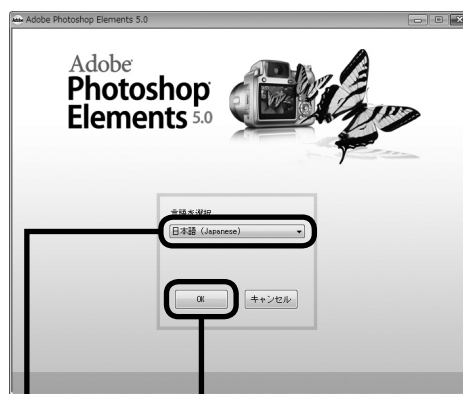 Adobe Photoshop Elements 5.0
Adobe
Photoshop
Elements 5.0
言語を選択
日本語 (Japanese)
OK
キャンセル